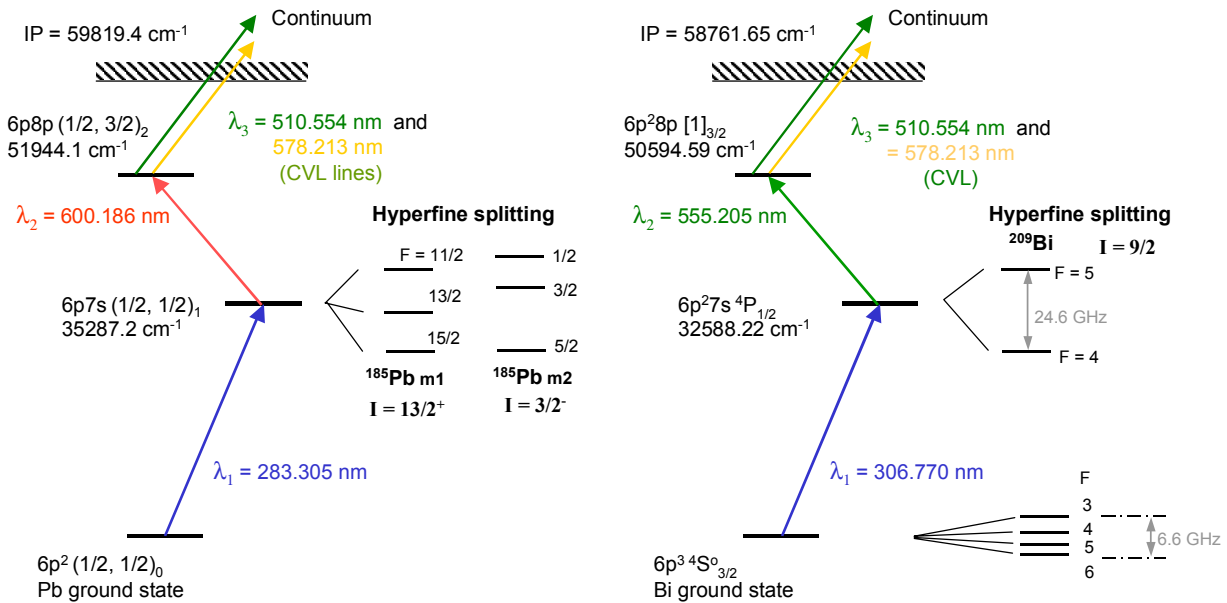 Continuum
IP = 59819.4 cm⁻¹
6p8p (1/2, 3/2)₂
51944.1 cm⁻¹
λ₃ = 510.554 nm and
578.213 nm
(CVL lines)
λ₂ = 600.186 nm
Hyperfine splitting
F = 11/2
13/2
15/2
1/2
3/2
5/2
¹⁸⁵Pb m1
I = 13/2⁺
¹⁸⁵Pb m2
I = 3/2⁻
6p7s (1/2, 1/2)₁
35287.2 cm⁻¹
λ₁ = 283.305 nm
6p² (1/2, 1/2)₀
Pb ground state
Continuum
IP = 58761.65 cm⁻¹
6p²8p [1]₃/₂
50594.59 cm⁻¹
λ₃ = 510.554 nm and
= 578.213 nm
(CVL)
λ₂ = 555.205 nm
Hyperfine splitting
²⁰⁹Bi I = 9/2
F = 5
24.6 GHz
F = 4
6p²7s ⁴P₁/₂
32588.22 cm⁻¹
λ₁ = 306.770 nm
F
3
4
5
6
6.6 GHz
6p³ ⁴S°₃/₂
Bi ground state